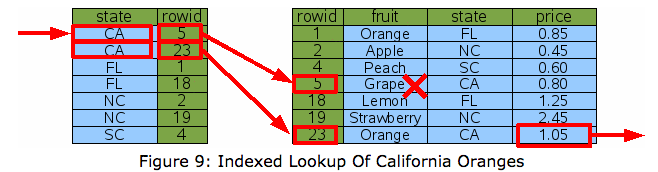 state rowid
CA 5
CA 23
FL 1
FL 18
NC 2
NC 19
SC 4
rowid fruit state price
1 Orange FL 0.85
2 Apple NC 0.45
4 Peach SC 0.60
5 Grape CA 0.80
18 Lemon FL 1.25
19 Strawberry NC 2.45
23 Orange CA 1.05
Figure 9: Indexed Lookup Of California Oranges